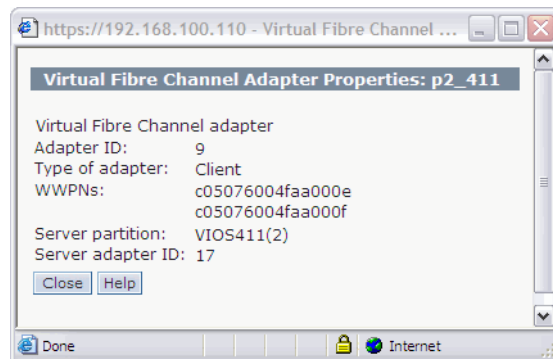 https://192.168.100.110 - Virtual Fibre Channel ...
Virtual Fibre Channel Adapter Properties: p2_411
Virtual Fibre Channel adapter
Adapter ID: 9
Type of adapter: Client
WWPNs: c05076004faa000e
c05076004faa000f
Server partition: VIOS411(2)
Server adapter ID: 17
Close Help
Done Internet